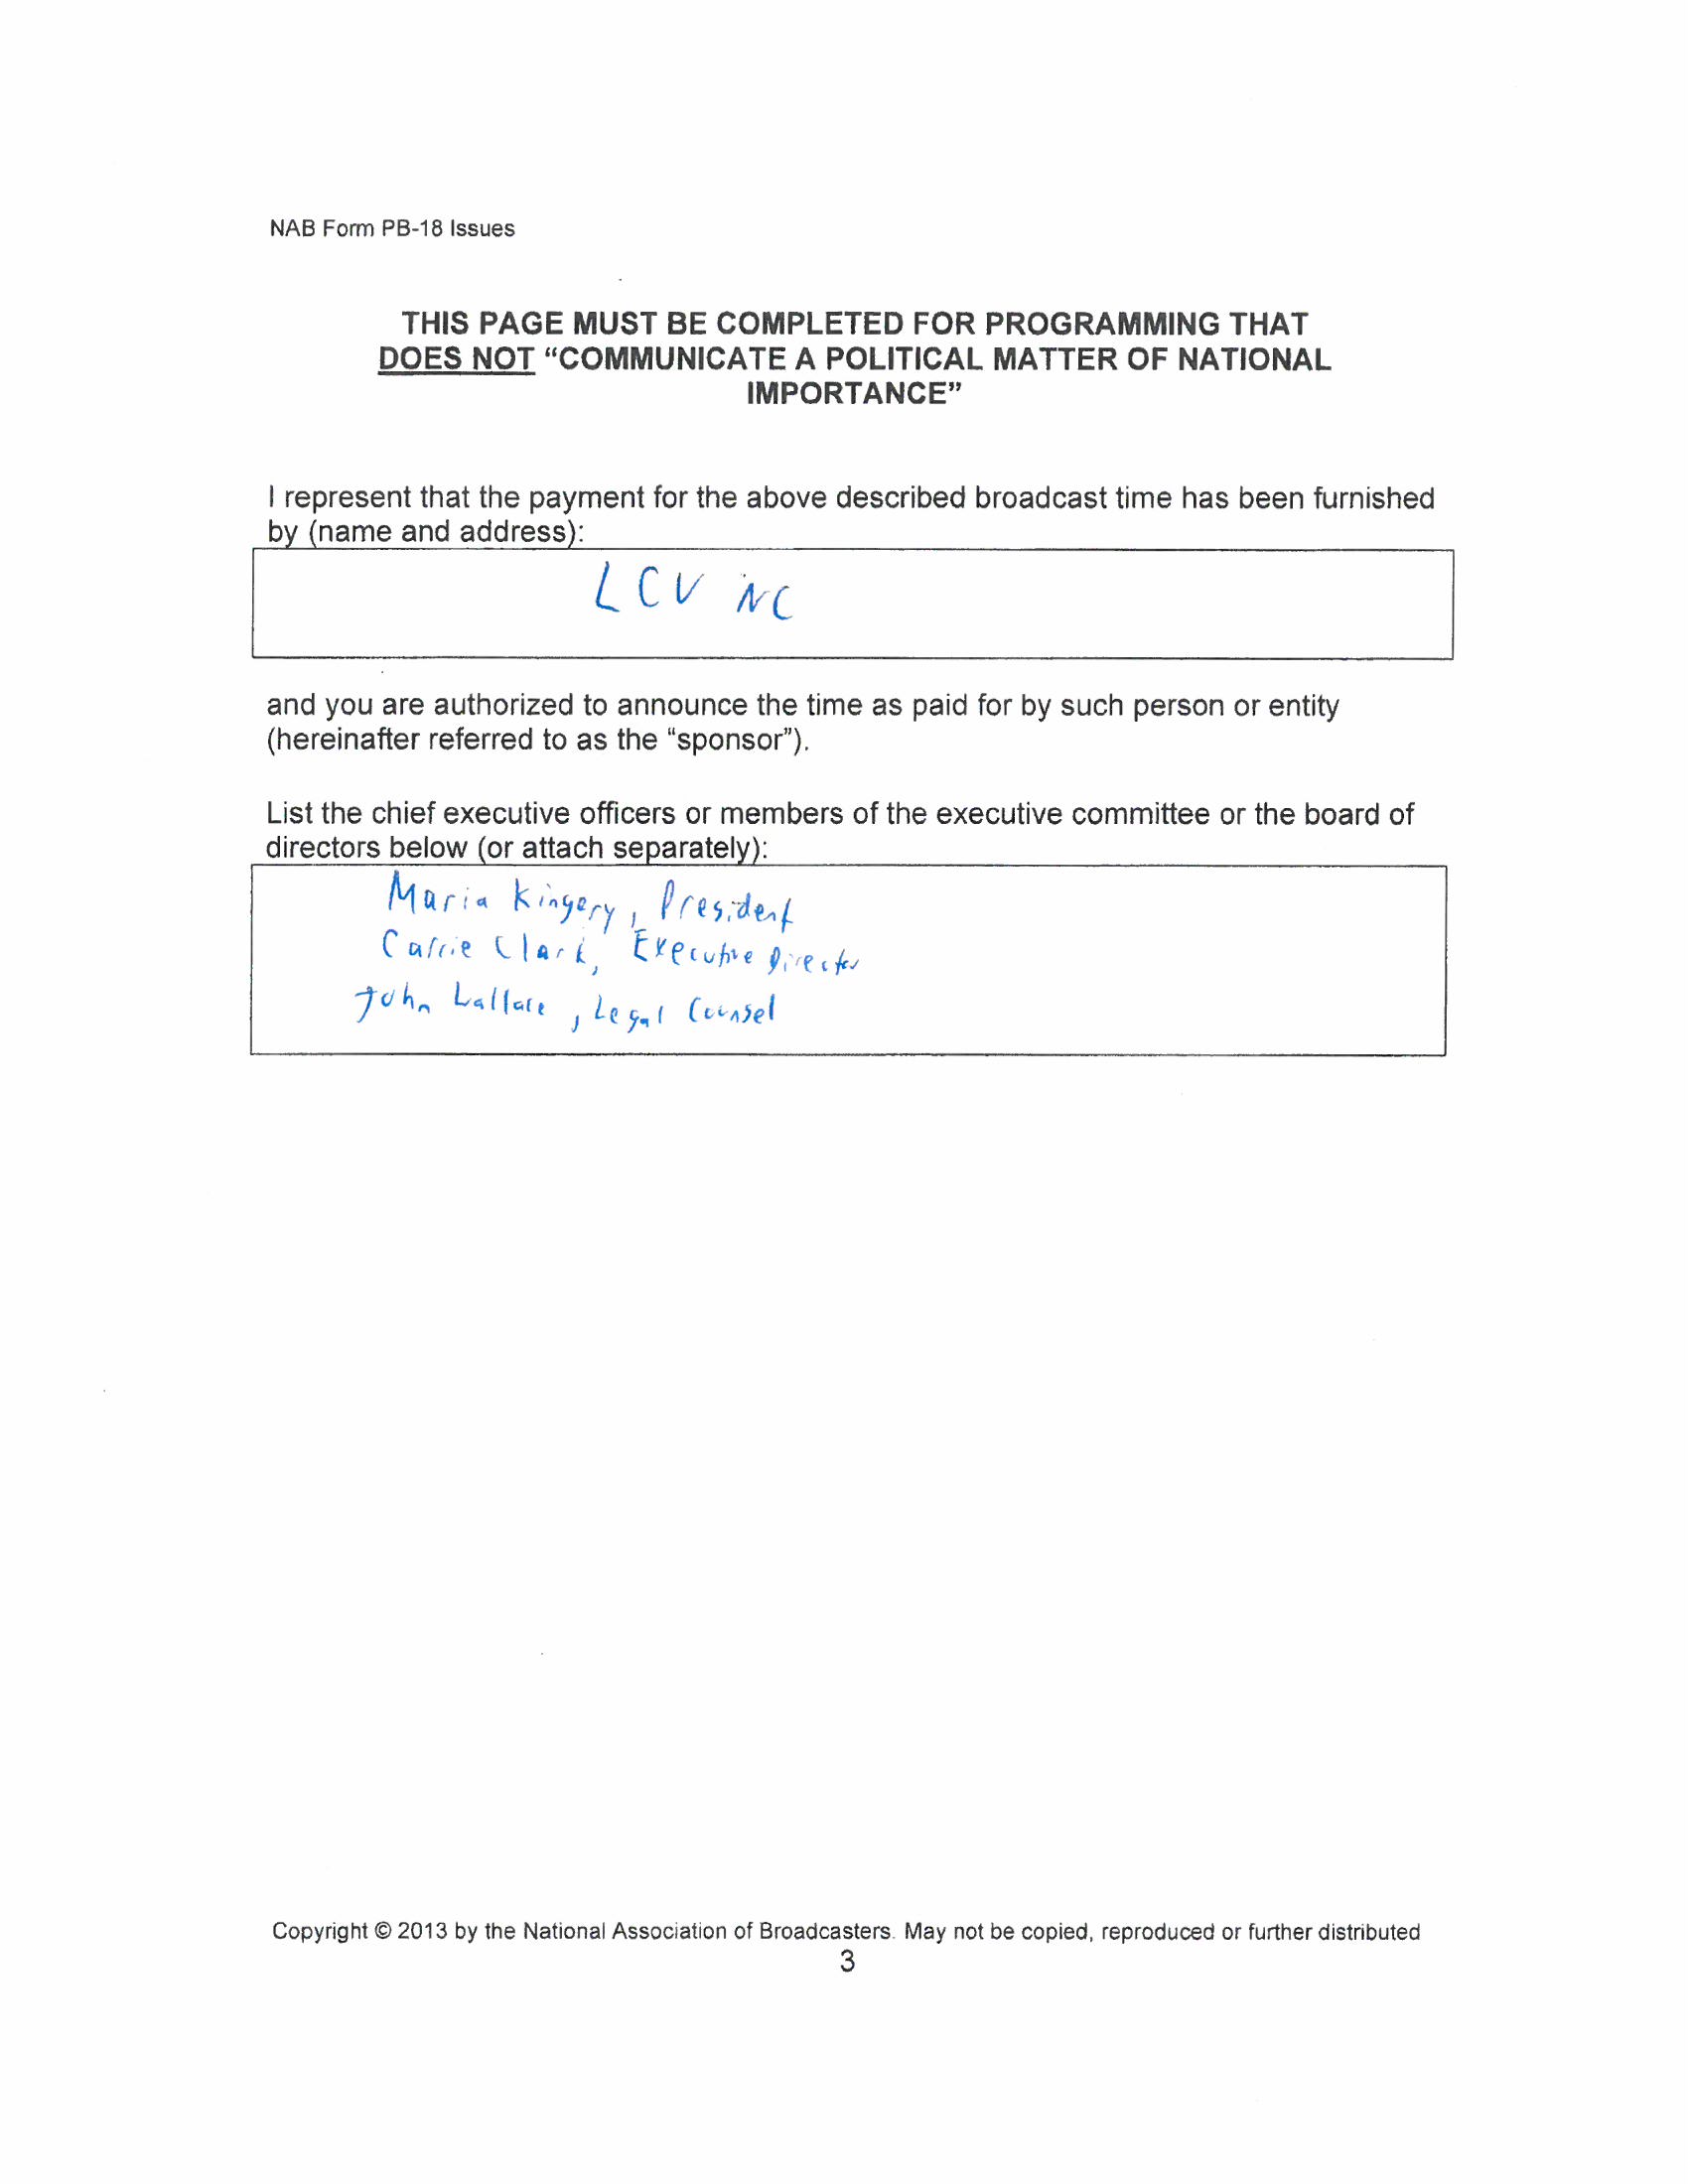 NAB Form PB-18 Issues
THIS PAGE MUST BE COMPLETED FOR PROGRAMMING THAT
DOES NOT “COMMUNICATE A POLITICAL MATTER OF NATIONAL
IMPORTANCE”
I represent that the payment for the above described broadcast time has been furnished
by (name and address):
LCV NC
and you are authorized to announce the time as paid for by such person or entity
(hereinafter referred to as the “sponsor”).
List the chief executive officers or members of the executive committee or the board of
directors below (or attach separately):
Maria Kingery, President
Carrie Clark, Executive Director
John Wallace, Legal Counsel
Copyright © 2013 by the National Association of Broadcasters. May not be copied, reproduced or further distributed
3